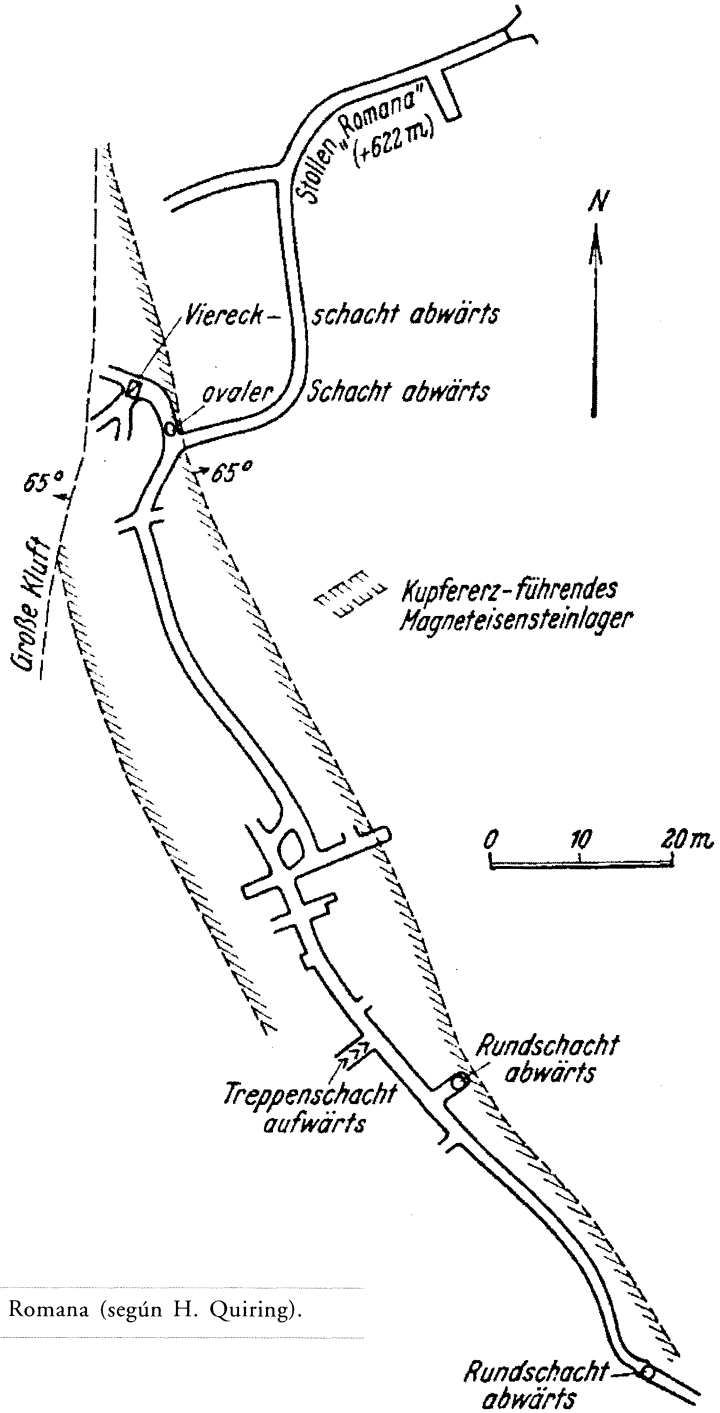 Stollen „Romana"
(+622 m)
N
Viereck- schacht abwärts
ovaler Schacht abwärts
65°
65°
Große Kluft
Kupfererz-führendes
Magneteisensteinlager
0 10 20 m
Rundschacht
abwärts
Treppenschacht
aufwärts
Romana (según H. Quiring).
Rundschacht
abwärts